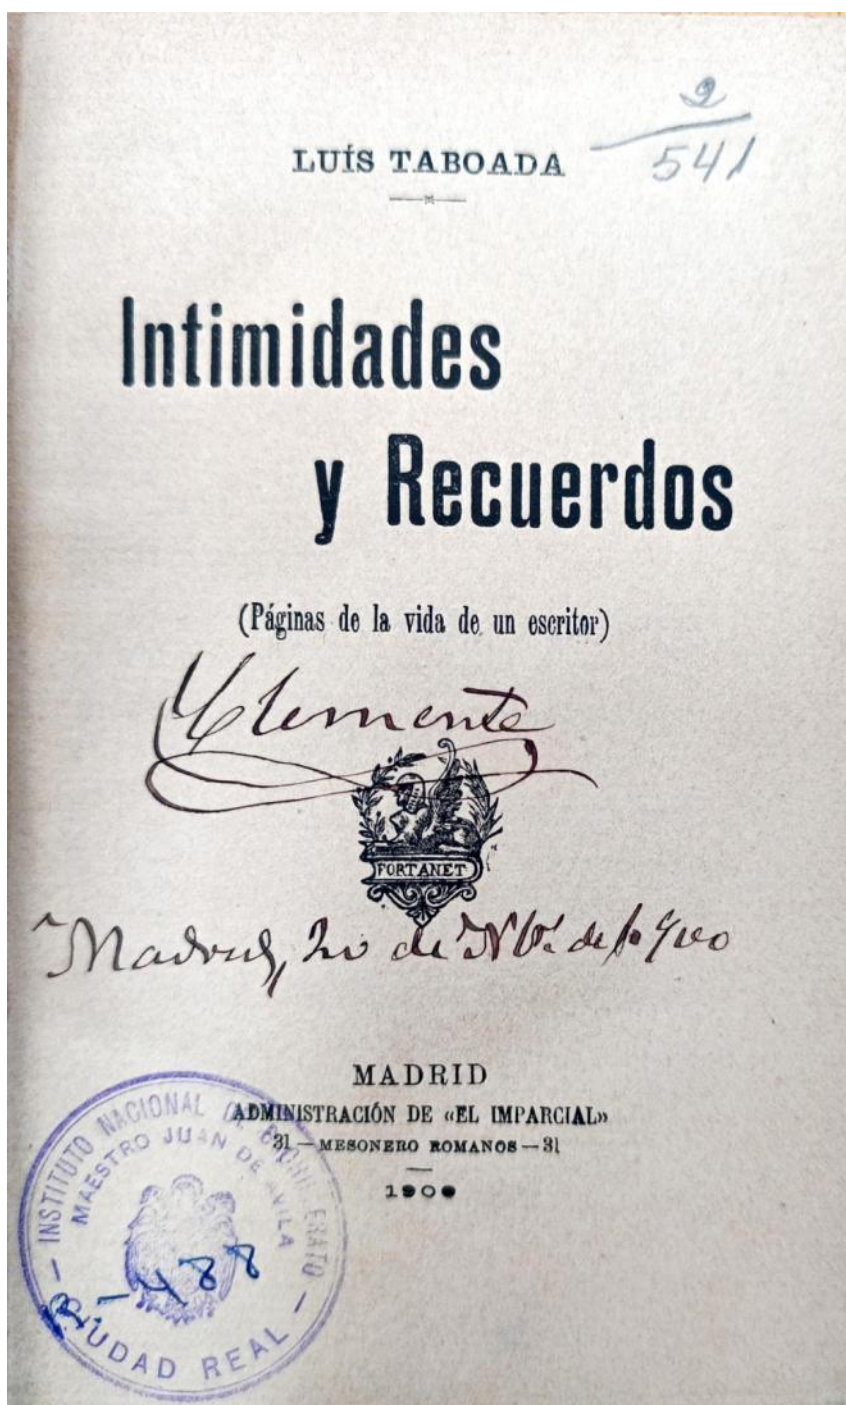 2
541
LUÍS TABOADA
Intimidades
y Recuerdos
(Páginas de la vida de un escritor)
Clemente
FORTANET
Madrid, 20 de Nbre. de 1900
MADRID
ADMINISTRACIÓN DE «EL IMPARCIAL»
31 — MESONERO ROMANOS — 31
1900
— INSTITUTO NACIONAL DE BACHILLERATO —
MAESTRO JUAN DE AVILA
CIUDAD REAL
488